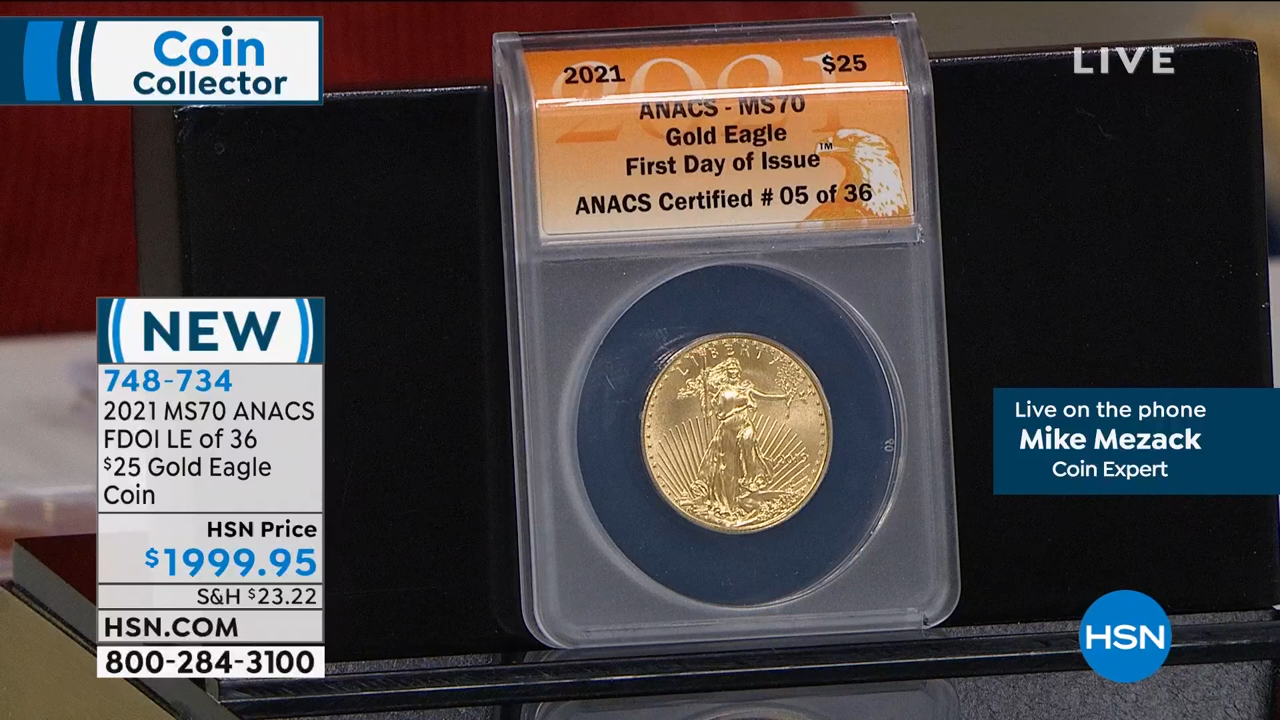 Coin
Collector
LIVE
2021 $25
ANACS - MS70
Gold Eagle
First Day of Issue™
ANACS Certified # 05 of 36
LIBERTY
NEW
748-734
2021 MS70 ANACS
FDOI LE of 36
$25 Gold Eagle
Coin
HSN Price
$1999.95
S&H $23.22
HSN.COM
800-284-3100
Live on the phone
Mike Mezack
Coin Expert
HSN